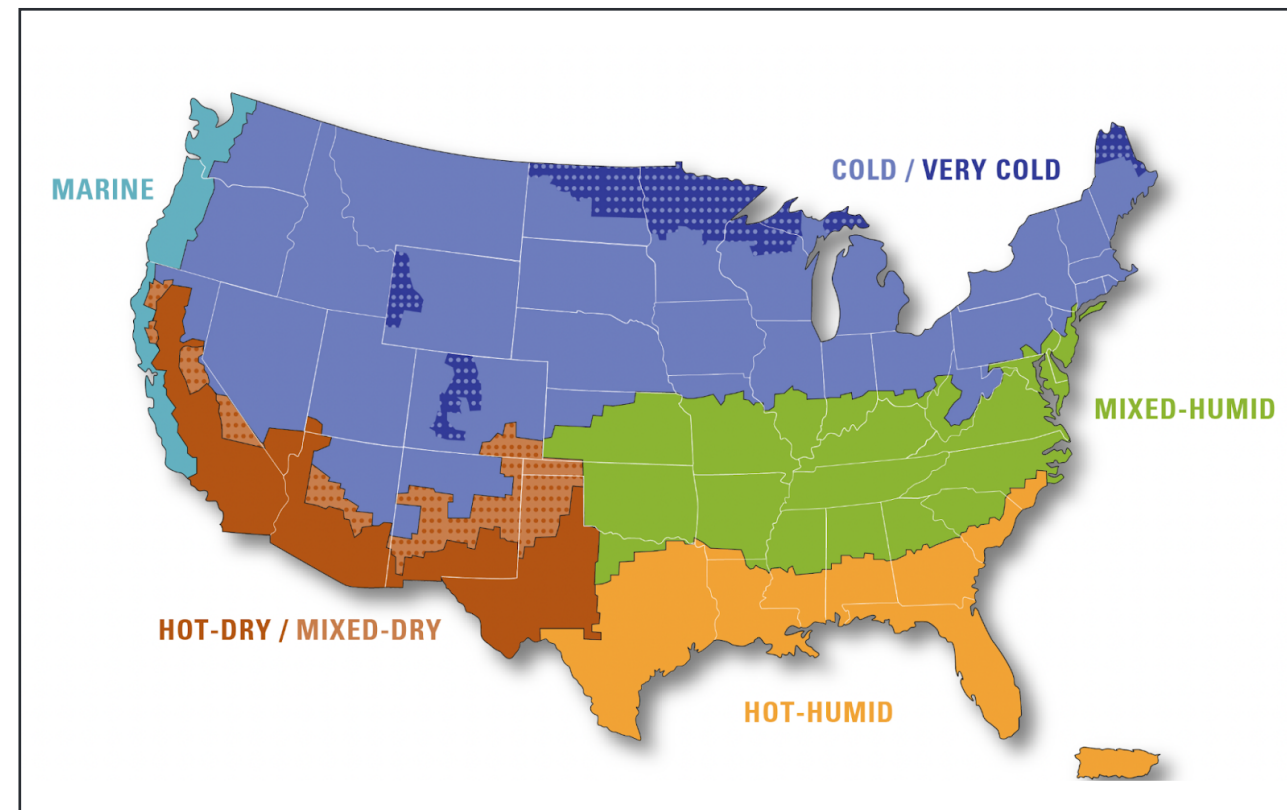 MARINE
COLD / VERY COLD
MIXED-HUMID
HOT-DRY / MIXED-DRY
HOT-HUMID